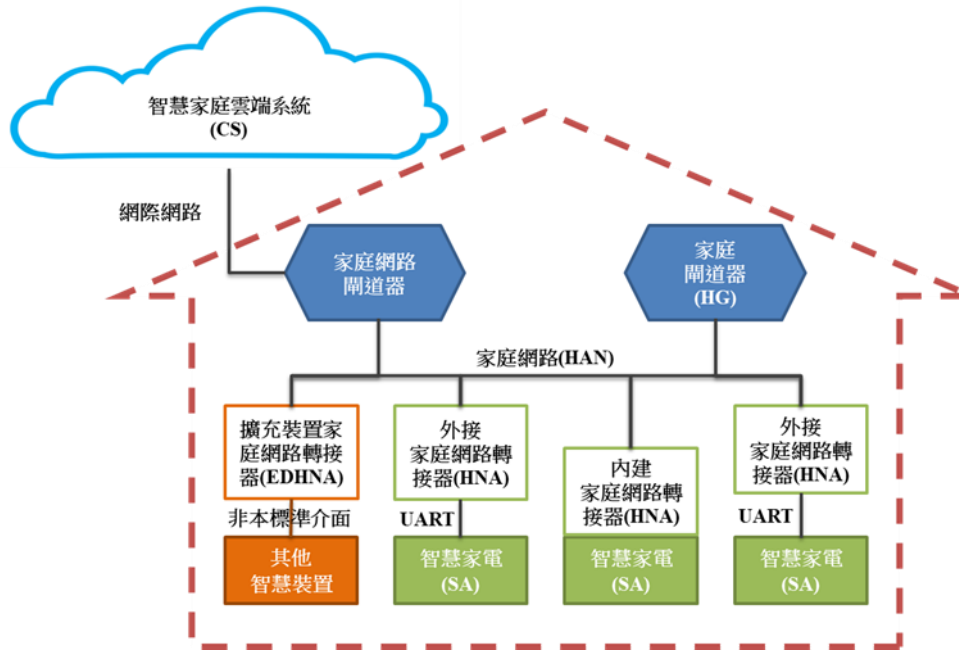 智慧家庭雲端系統
(CS)
網際網路
家庭網路
閘道器
家庭
閘道器
(HG)
家庭網路(HAN)
擴充裝置家
庭網路轉接
器(EDHNA)
外接
家庭網路轉
接器(HNA)
內建
家庭網路轉
接器(HNA)
外接
家庭網路轉
接器(HNA)
非本標準介面
UART
UART
其他
智慧裝置
智慧家電
(SA)
智慧家電
(SA)
智慧家電
(SA)